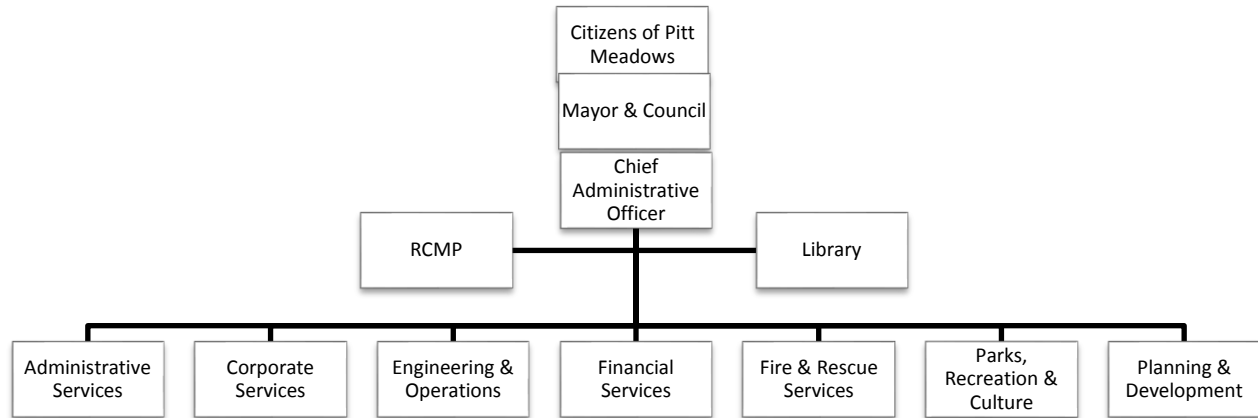 Citizens of Pitt
Meadows
Mayor & Council
Chief
Administrative
Officer
RCMP
Library
Administrative
Services
Corporate
Services
Engineering &
Operations
Financial
Services
Fire & Rescue
Services
Parks,
Recreation &
Culture
Planning &
Development